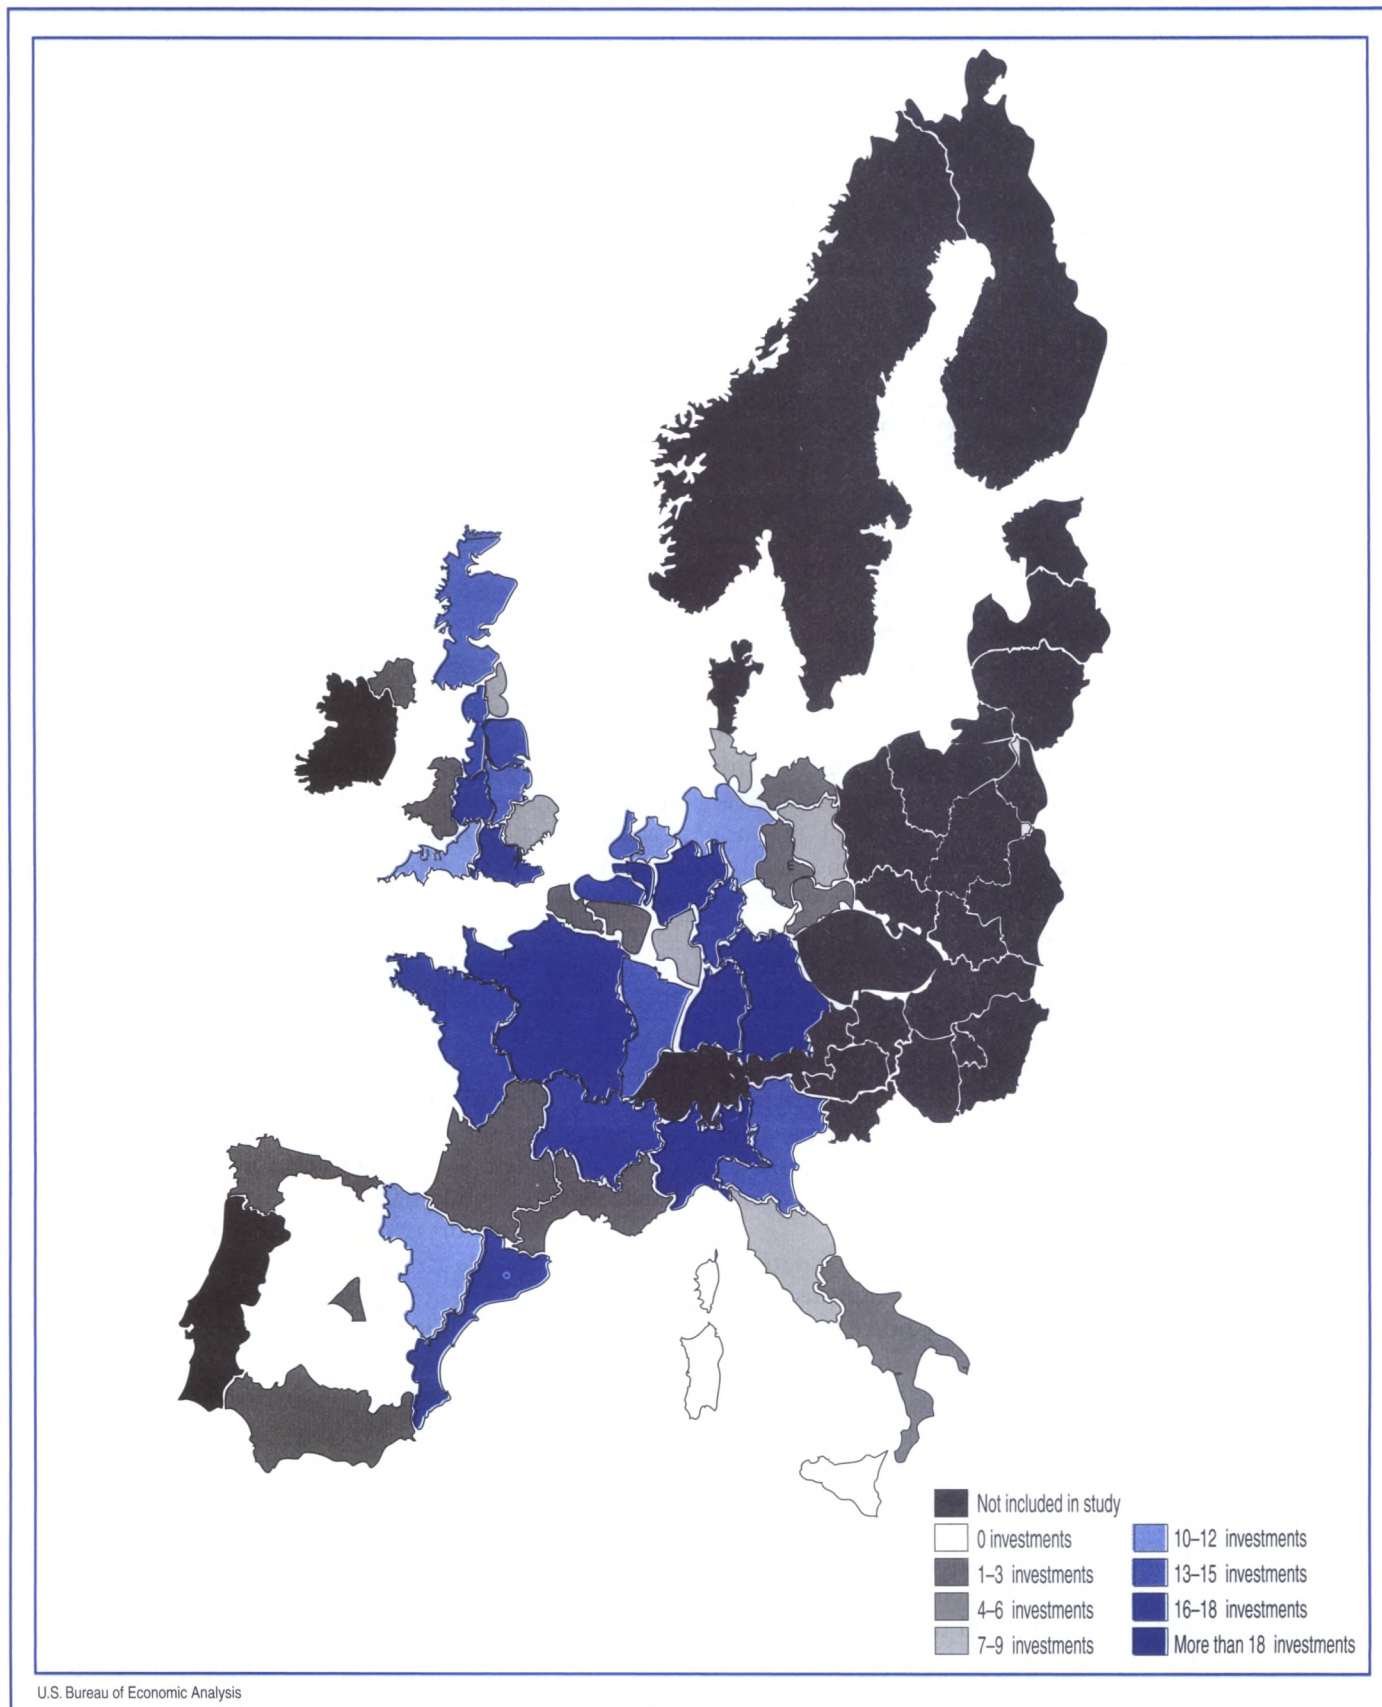 Not included in study
0 investments
1–3 investments
4–6 investments
7–9 investments
10–12 investments
13–15 investments
16–18 investments
More than 18 investments
U.S. Bureau of Economic Analysis